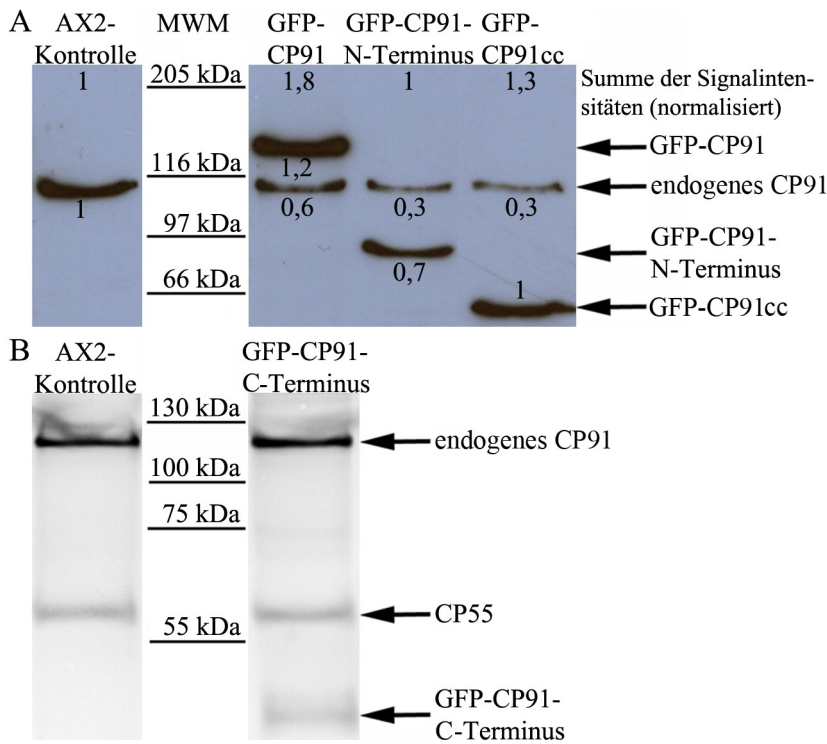 A
AX2-
Kontrolle
MWM
GFP-
CP91
GFP-CP91-
N-Terminus
GFP-
CP91cc
1
205 kDa
1,8
1
1,3
Summe der Signalinten-
sitäten (normalisiert)
GFP-CP91
116 kDa
1,2
endogenes CP91
1
0,6
0,3
0,3
97 kDa
GFP-CP91-
N-Terminus
0,7
66 kDa
1
GFP-CP91cc
B
AX2-
Kontrolle
GFP-CP91-
C-Terminus
130 kDa
endogenes CP91
100 kDa
75 kDa
CP55
55 kDa
GFP-CP91-
C-Terminus